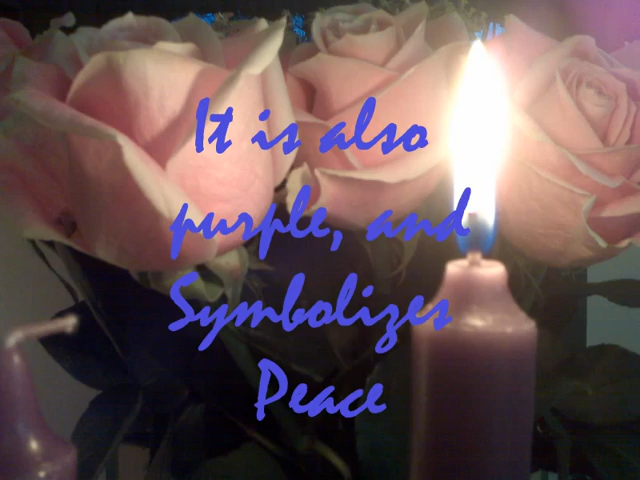 It is also
purple, and
Symbolizes
Peace